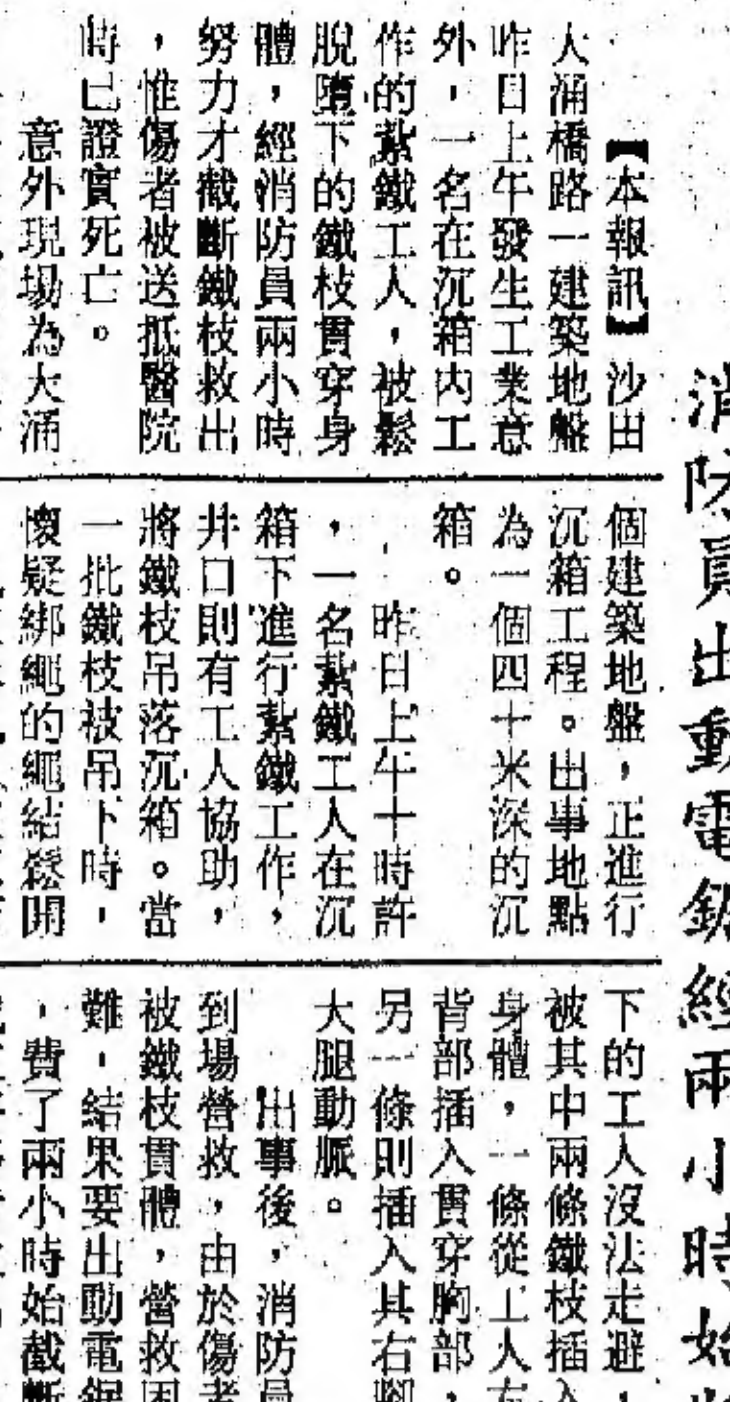 消防員出動電鋸經兩小時始
【本報訊】沙田
大涌橋路一建築地盤
昨日上午發生工業意
外，一名在沉箱内工
作的紮鐵工人，被鬆
脫墮下的鐵枝貫穿身
體，經消防員兩小時
努力才截斷鐵枝救出
，惟傷者被送抵醫院
時已證實死亡。
意外現場為大涌
個建築地盤，正進行
沉箱工程。出事地點
為一個四十米深的沉
箱。
昨日上午十時許
，一名紮鐵工人在沉
箱下進行紮鐵工作，
井口則有工人協助，
將鐵枝吊落沉箱。當
一批鐵枝被吊下時，
懷疑綁繩的繩結鬆開
下的工人沒法走避，
被其中兩條鐵枝插入
身體，一條從工人左
背部插入貫穿胸部，
另一條則插入其右腳
大腿動脈。
出事後，消防員
到場營救，由於傷者
被鐵枝貫體，營救困
難，結果要出動電鋸
，費了兩小時始截斷